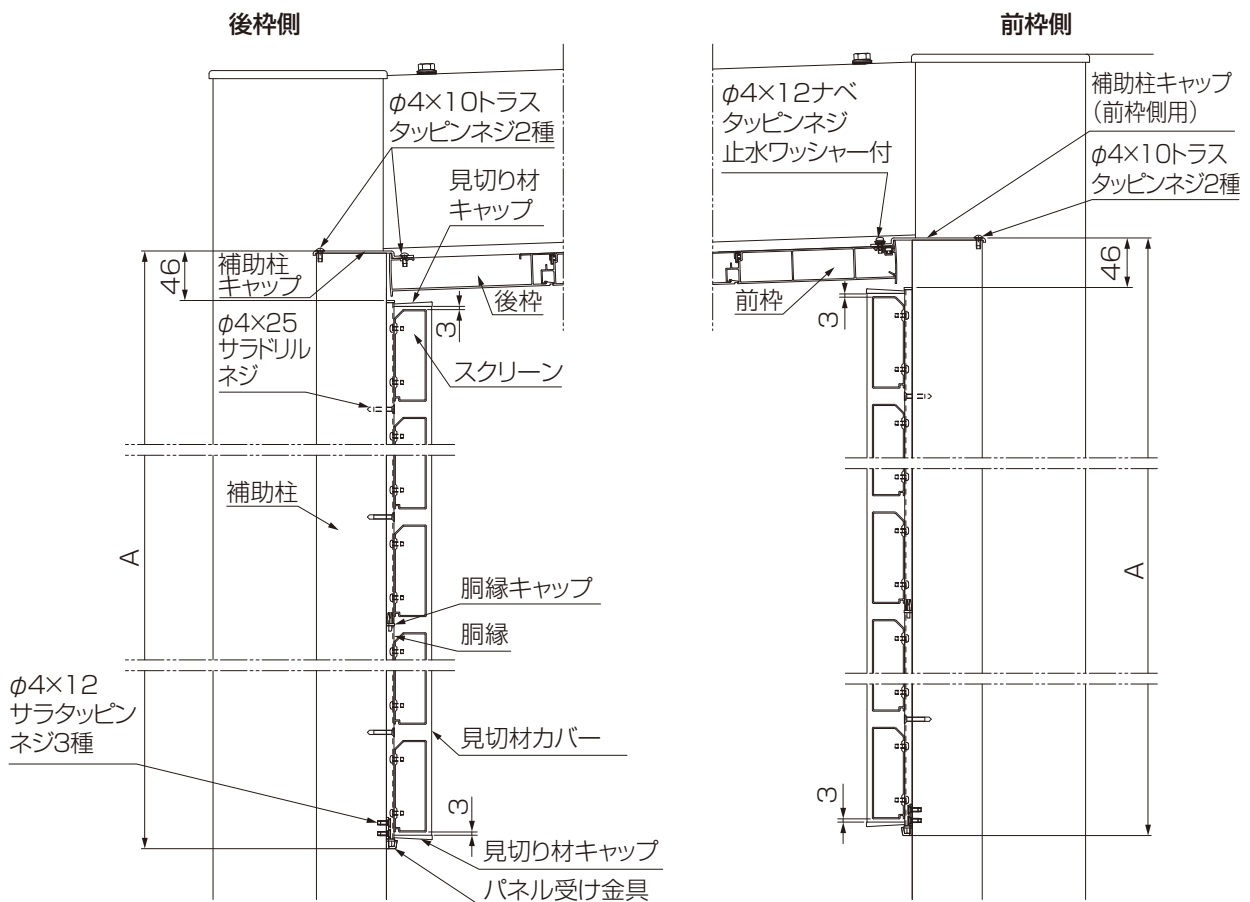 後枠側
φ4×10トラス
タッピンネジ2種
見切り材
キャップ
46
補助柱
キャップ
後枠
3
φ4×25
サラドリル
ネジ
スクリーン
補助柱
A
胴縁キャップ
胴縁
φ4×12
サラタッピン
ネジ3種
見切材カバー
3
見切り材キャップ
パネル受け金具
前枠側
φ4×12ナベ
タッピンネジ
止水ワッシャー付
補助柱キャップ
(前枠側用)
φ4×10トラス
タッピンネジ2種
46
前枠
3
A
3